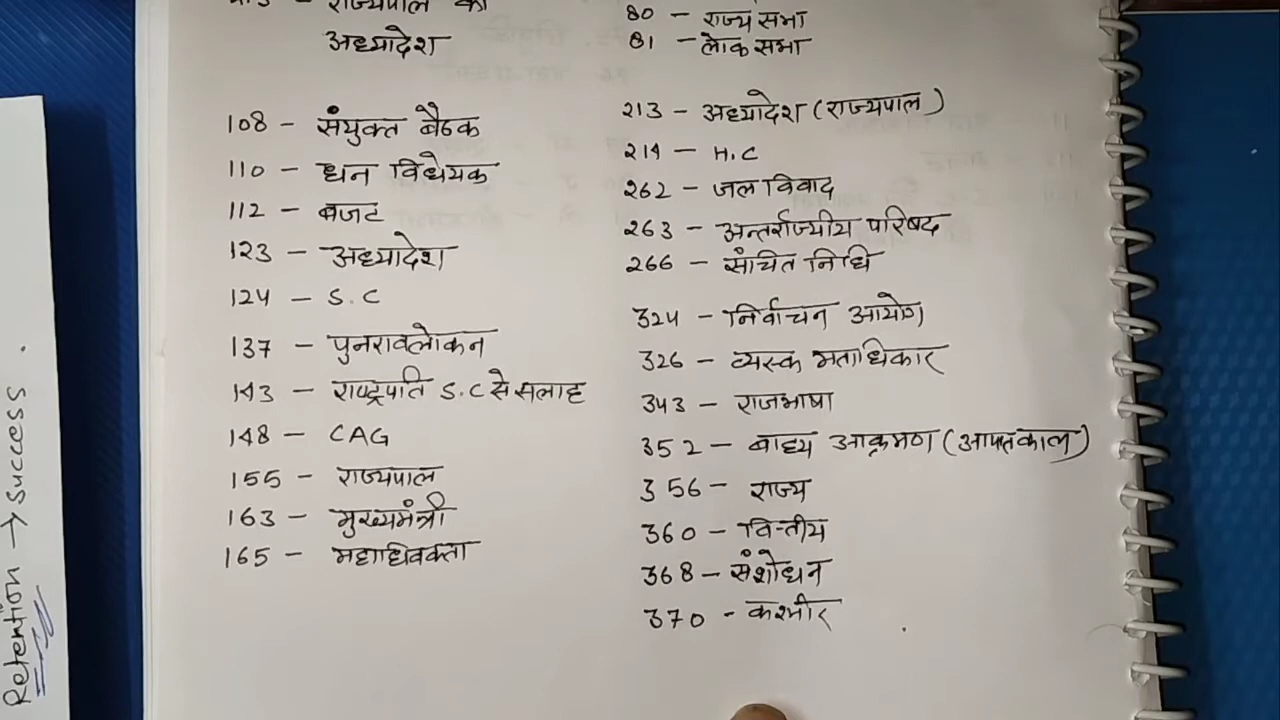 राज्यपाल का
अध्यादेश
108 - संयुक्त बैठक
110 - धन विधेयक
112 - बजट
123 - अध्यादेश
124 - S.C
137 - पुनरावलोकन
143 - राष्ट्रपति S.C से सलाह
148 - CAG
155 - राज्यपाल
163 - मुख्यमंत्री
165 - महाधिवक्ता
80 - राज्य सभा
81 - लोक सभा
213 - अध्यादेश (राज्यपाल)
214 - H.C
262 - जल विवाद
263 - अन्तर्राज्यीय परिषद
266 - संचित निधि
324 - निर्वाचन आयोग
326 - व्यस्क मताधिकार
343 - राजभाषा
352 - बाह्य आक्रमण (आपातकाल)
356 - राज्य
360 - वित्तीय
368 - संशोधन
370 - कश्मीर
Retention → Success